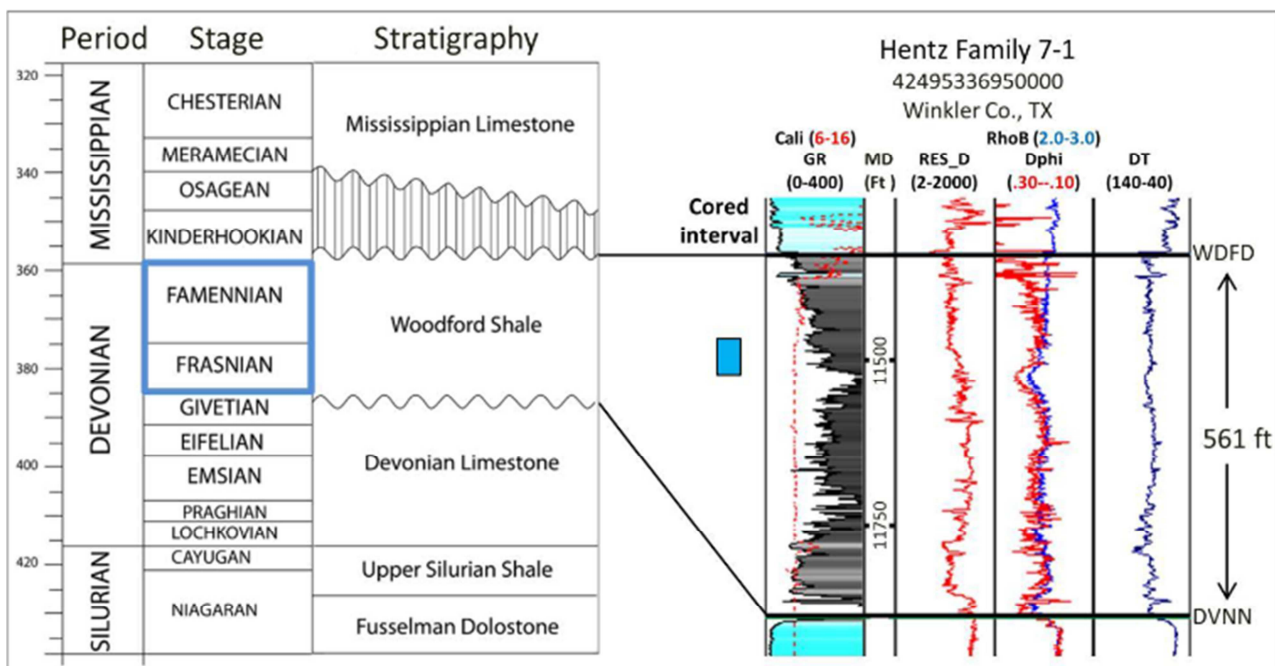 Period
Stage
Stratigraphy
320
340
360
380
400
420
MISSISSIPPIAN
DEVONIAN
SILURIAN
CHESTERIAN
MERAMECIAN
OSAGEAN
KINDERHOOKIAN
FAMENNIAN
FRASNIAN
GIVETIAN
EIFELIAN
EMSIAN
PRAGHIAN
LOCHKOVIAN
CAYUGAN
NIAGARAN
Mississippian Limestone
Woodford Shale
Devonian Limestone
Upper Silurian Shale
Fusselman Dolostone
Hentz Family 7-1
42495336950000
Winkler Co., TX
Cali (6-16)
GR
(0-400)
MD
(Ft )
RES_D
(2-2000)
RhoB (2.0-3.0)
Dphi
(.30--.10)
DT
(140-40)
Cored
interval
WDFD
11500
11750
561 ft
DVNN